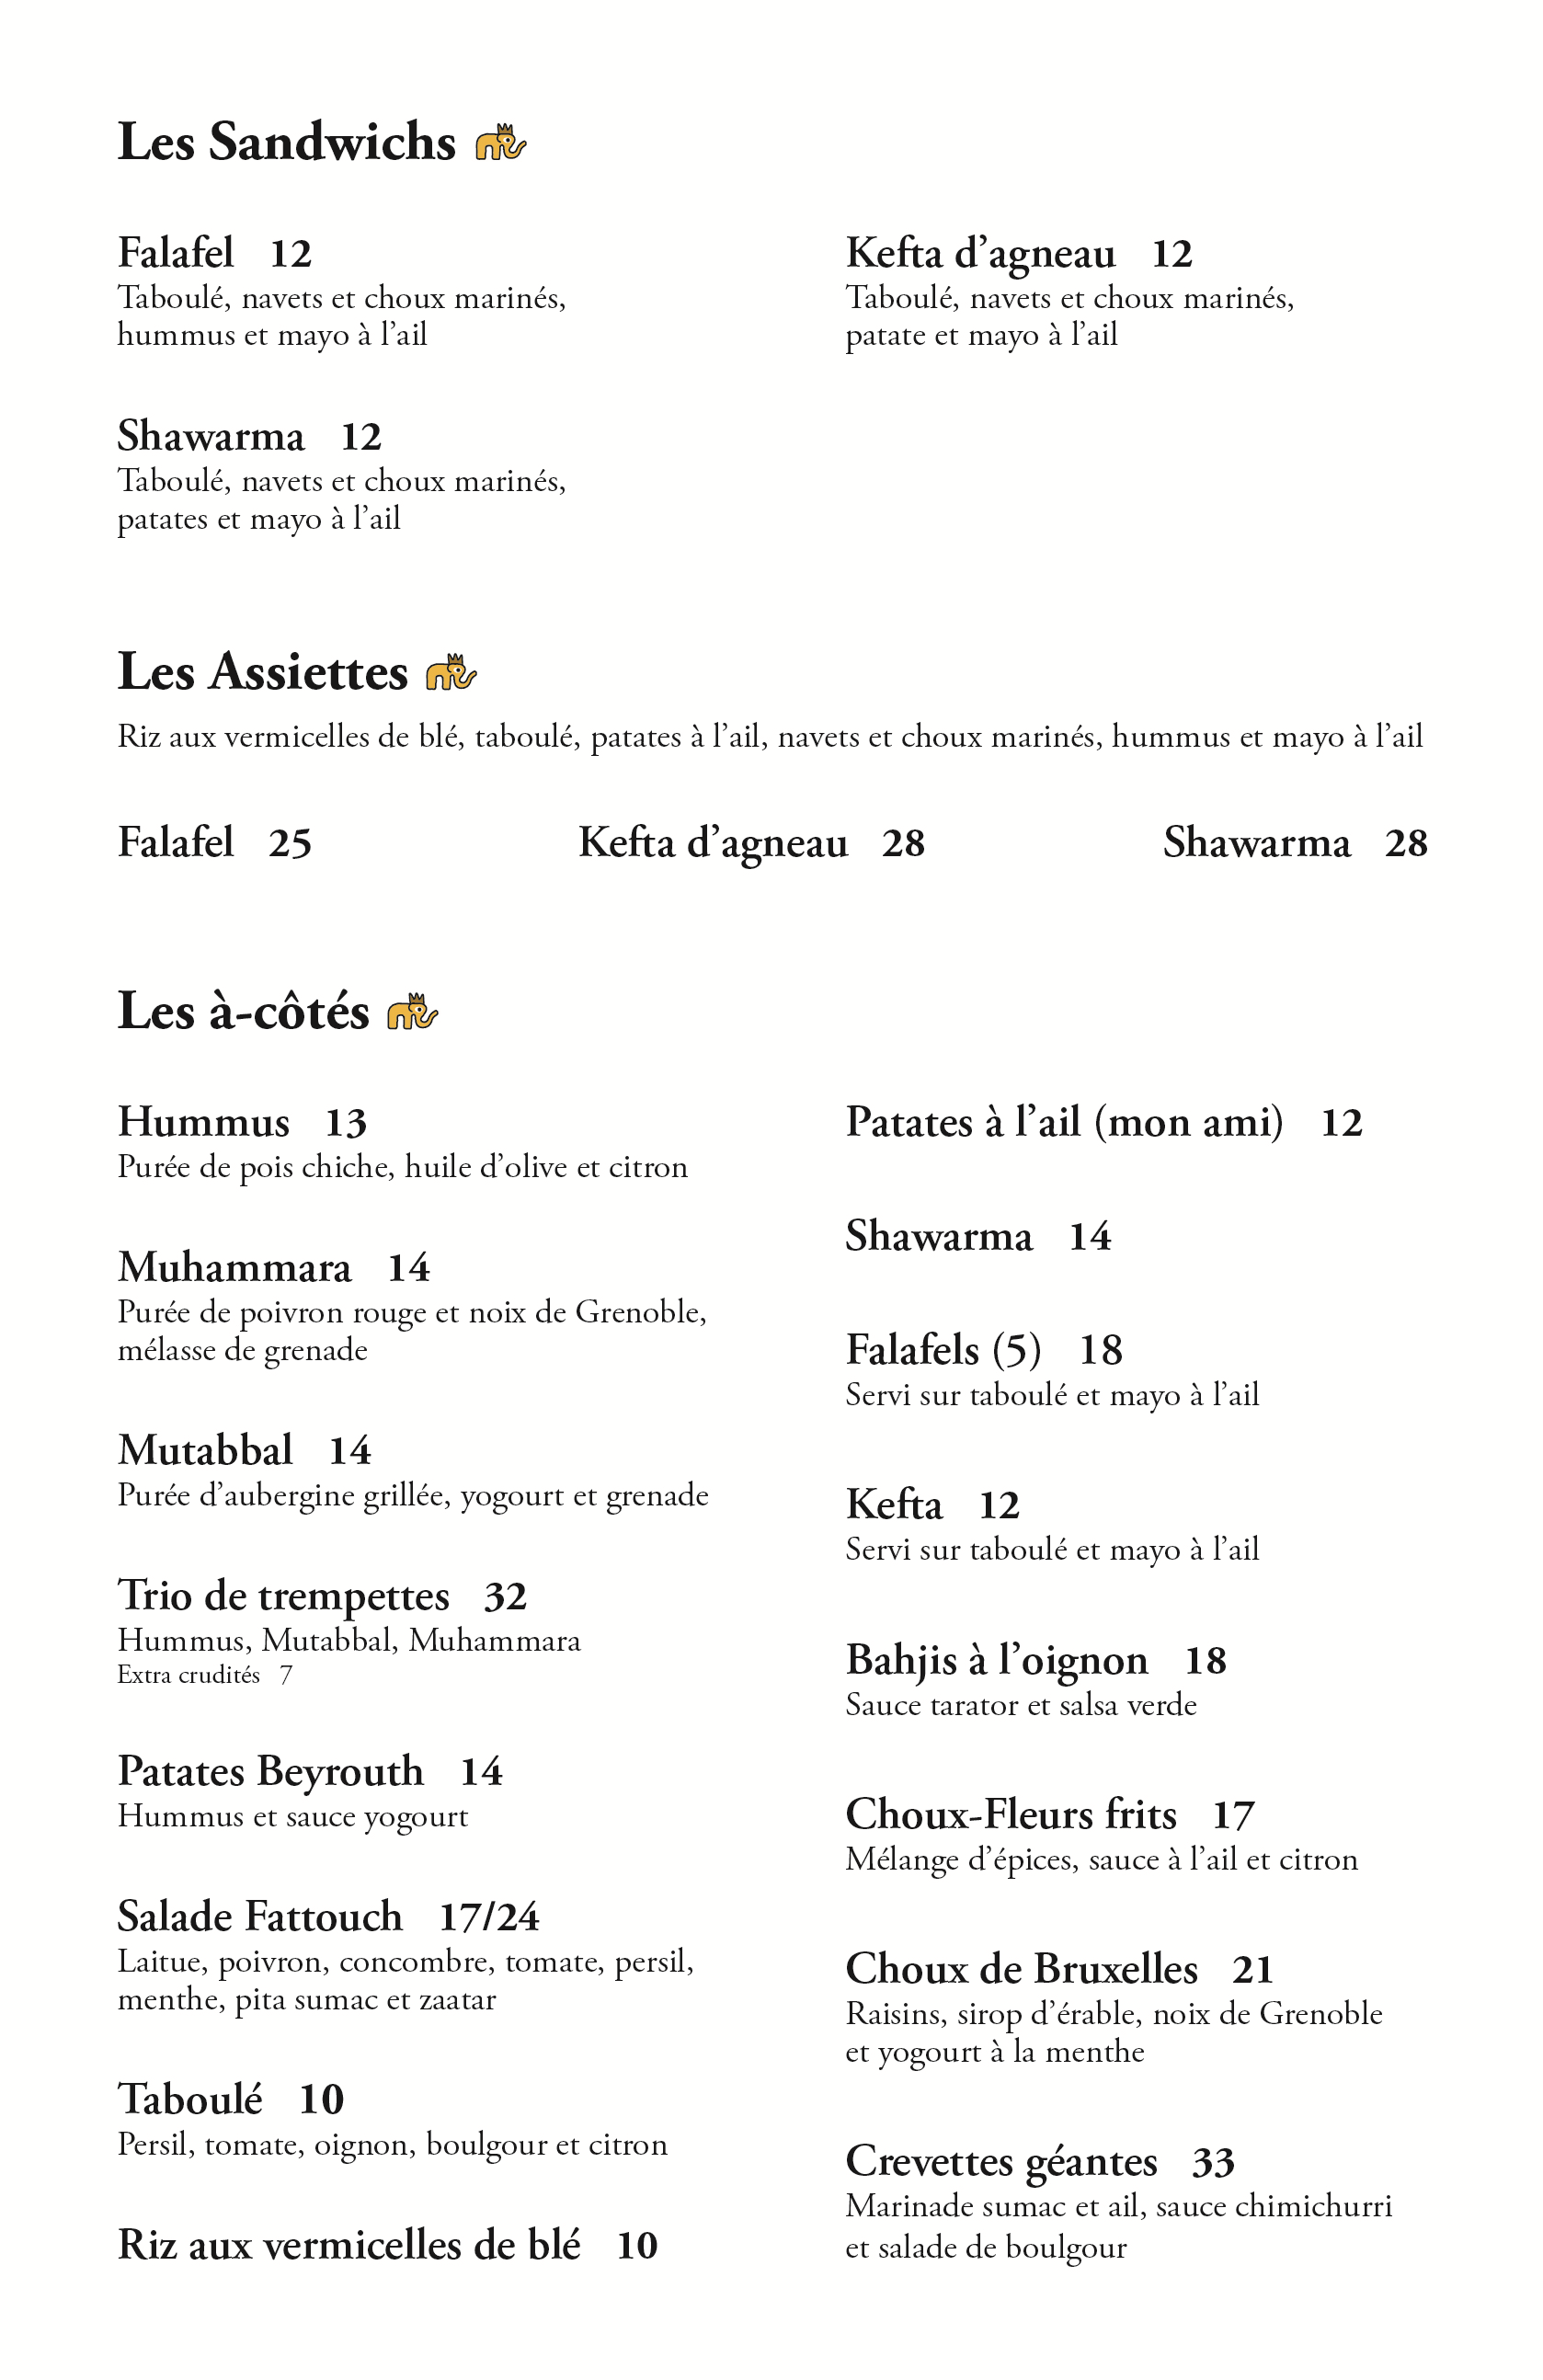 Les Sandwichs
Falafel 12
Taboulé, navets et choux marinés,
hummus et mayo à l’ail
Shawarma 12
Taboulé, navets et choux marinés,
patates et mayo à l’ail
Kefta d’agneau 12
Taboulé, navets et choux marinés,
patate et mayo à l’ail
Les Assiettes
Riz aux vermicelles de blé, taboulé, patates à l’ail, navets et choux marinés, hummus et mayo à l’ail
Falafel 25
Kefta d’agneau 28
Shawarma 28
Les à-côtés
Hummus 13
Purée de pois chiche, huile d’olive et citron
Muhammara 14
Purée de poivron rouge et noix de Grenoble,
mélasse de grenade
Mutabbal 14
Purée d’aubergine grillée, yogourt et grenade
Trio de trempettes 32
Hummus, Mutabbal, Muhammara
Extra crudités 7
Patates Beyrouth 14
Hummus et sauce yogourt
Salade Fattouch 17/24
Laitue, poivron, concombre, tomate, persil,
menthe, pita sumac et zaatar
Taboulé 10
Persil, tomate, oignon, boulgour et citron
Riz aux vermicelles de blé 10
Patates à l’ail (mon ami) 12
Shawarma 14
Falafels (5) 18
Servi sur taboulé et mayo à l’ail
Kefta 12
Servi sur taboulé et mayo à l’ail
Bahjis à l’oignon 18
Sauce tarator et salsa verde
Choux-Fleurs frits 17
Mélange d’épices, sauce à l’ail et citron
Choux de Bruxelles 21
Raisins, sirop d’érable, noix de Grenoble
et yogourt à la menthe
Crevettes géantes 33
Marinade sumac et ail, sauce chimichurri
et salade de boulgour